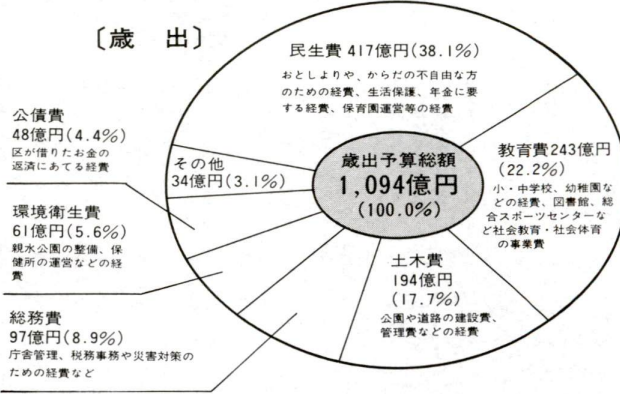 〔歳　出〕
民生費 417億円(38.1%)
おとしよりや、からだの不自由な方
のための経費、生活保護、年金に要
する経費、保育園運営等の経費
公債費
48億円(4.4%)
区が借りたお金の
返済にあてる経費
その他
34億円(3.1%)
歳出予算総額
1,094億円
(100.0%)
教育費243億円
(22.2%)
小・中学校、幼稚園な
どの経費、図書館、総
合スポーツセンターな
ど社会教育・社会体育
の事業費
環境衛生費
61億円(5.6%)
親水公園の整備、保
健所の運営などの経
費
土木費
194億円
(17.7%)
公園や道路の建設費、
管理費などの経費
総務費
97億円(8.9%)
庁舎管理、税務事務や災害対策の
ための経費など